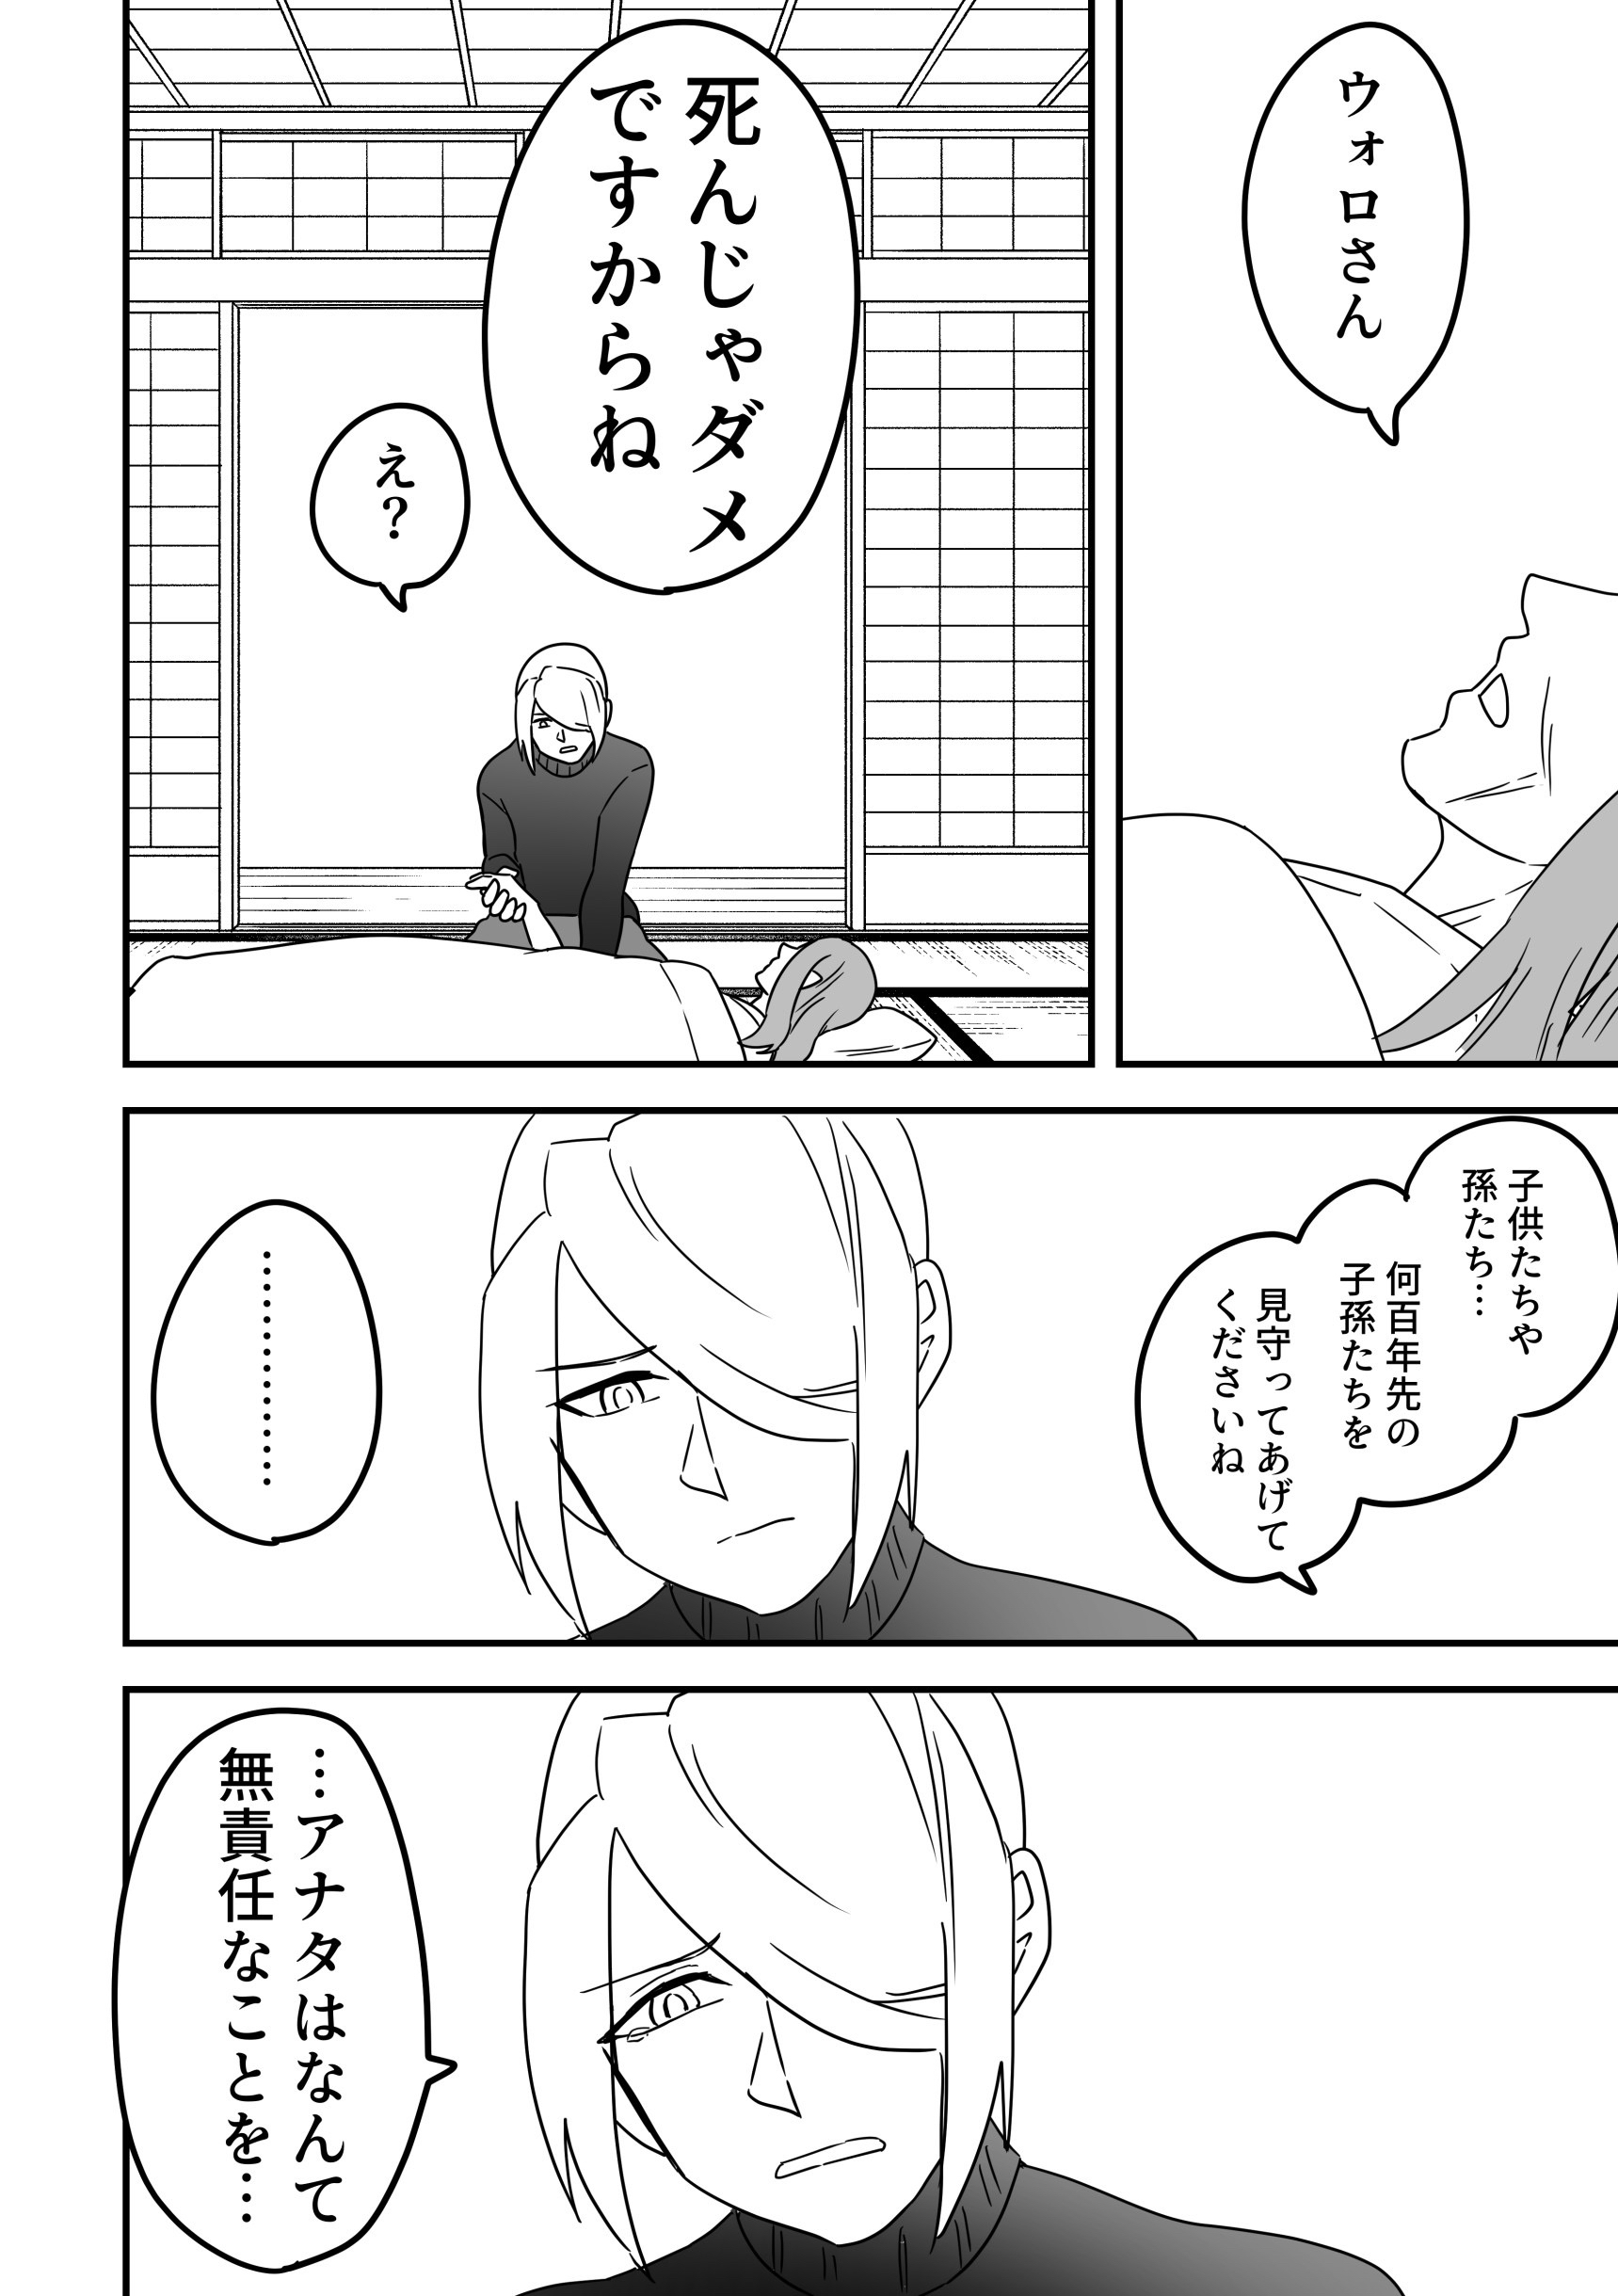 ウォロさん
死んじゃダメ
ですからね
え?
子供たちや
孫たち…
何百年先の
子孫たちを
見守ってあげて
くださいね
……………
…アナタはなんて
無責任なことを…